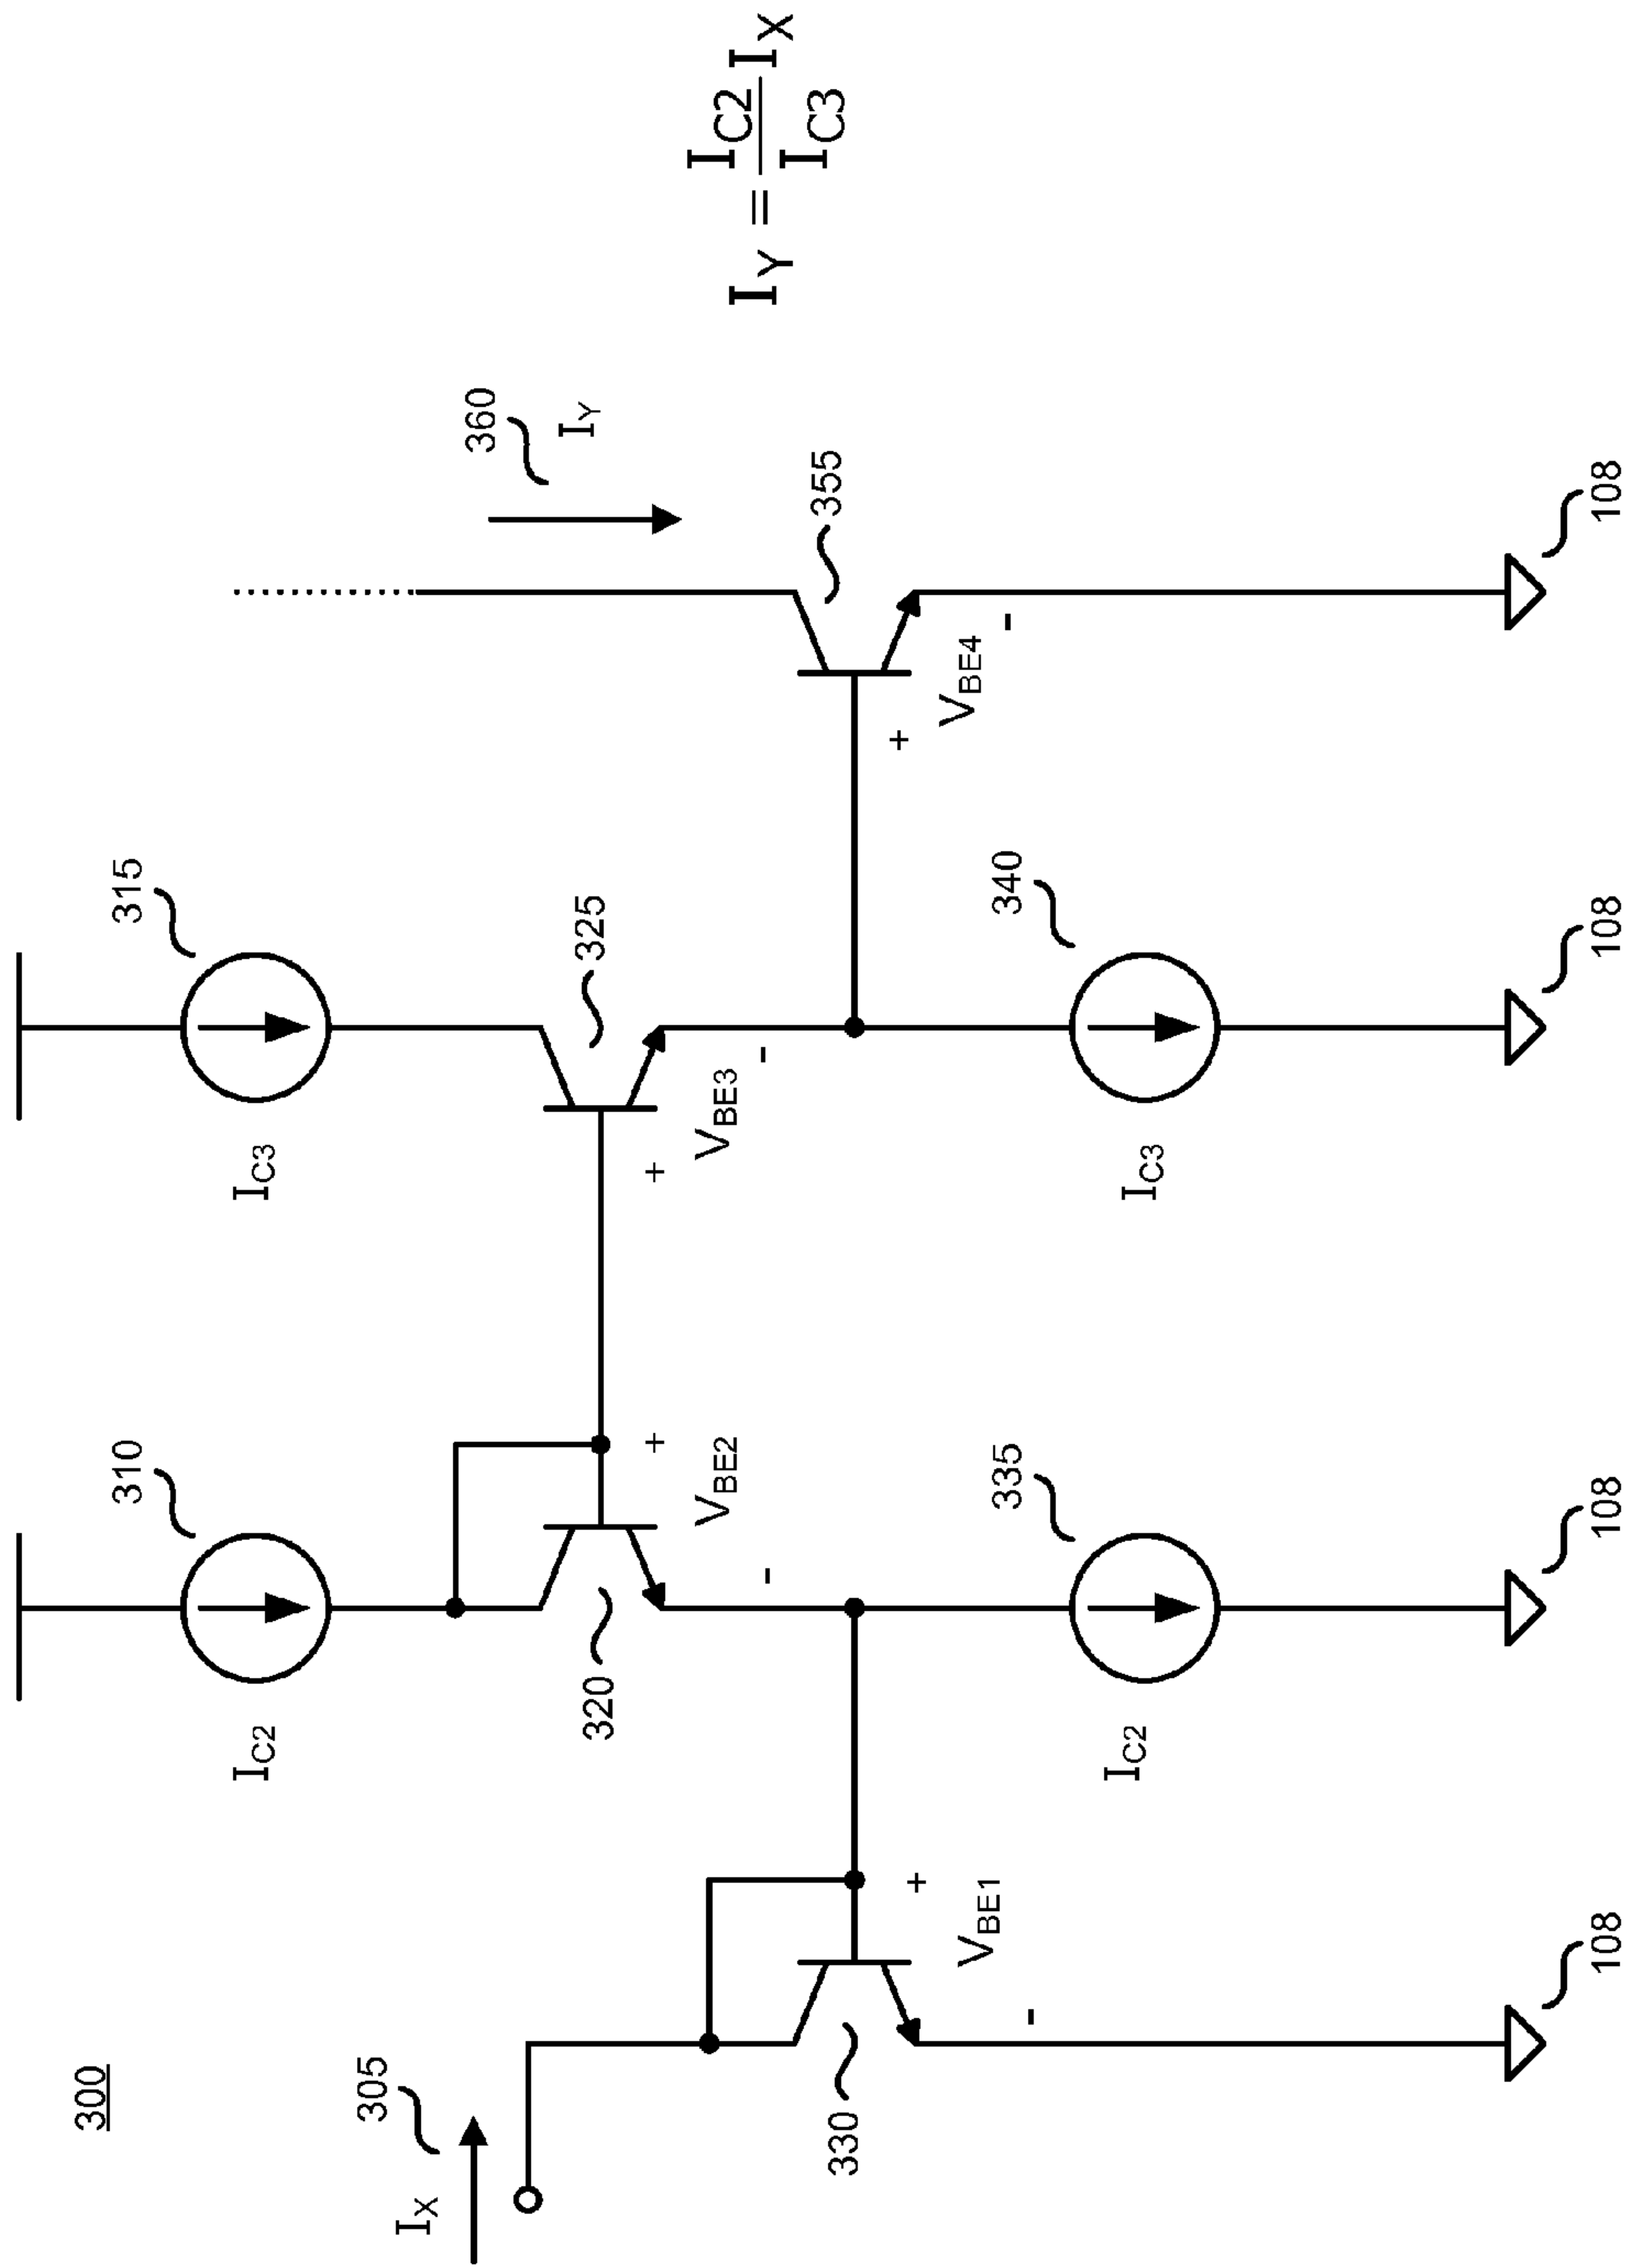 300
I_X
305
310
I_C2
315
I_C3
320
325
+
V_BE2
-
+
V_BE3
-
360
I_Y
330
+
V_BE1
-
335
I_C2
340
I_C3
355
+
V_BE4
-
108
108
108
108
I_Y = I_C2 / I_C3 I_X